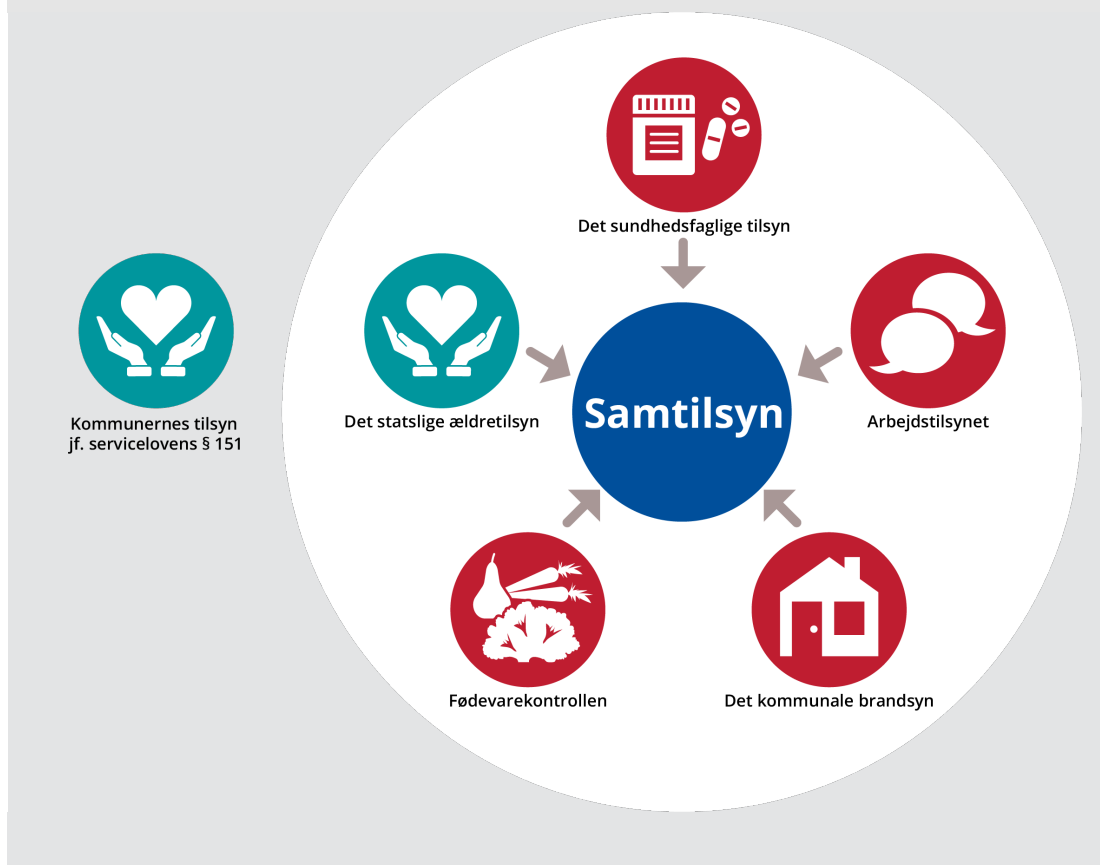 Det sundhedsfaglige tilsyn
Kommunernes tilsyn
jf. servicelovens § 151
Det statslige ældretilsyn
Samtilsyn
Arbejdstilsynet
Fødevarekontrollen
Det kommunale brandsyn